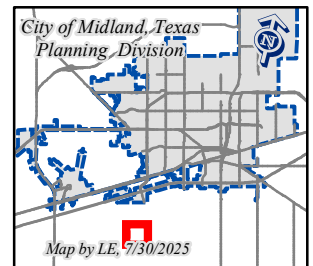 City of Midland, Texas
Planning Division
N
Map by LE, 7/30/2025